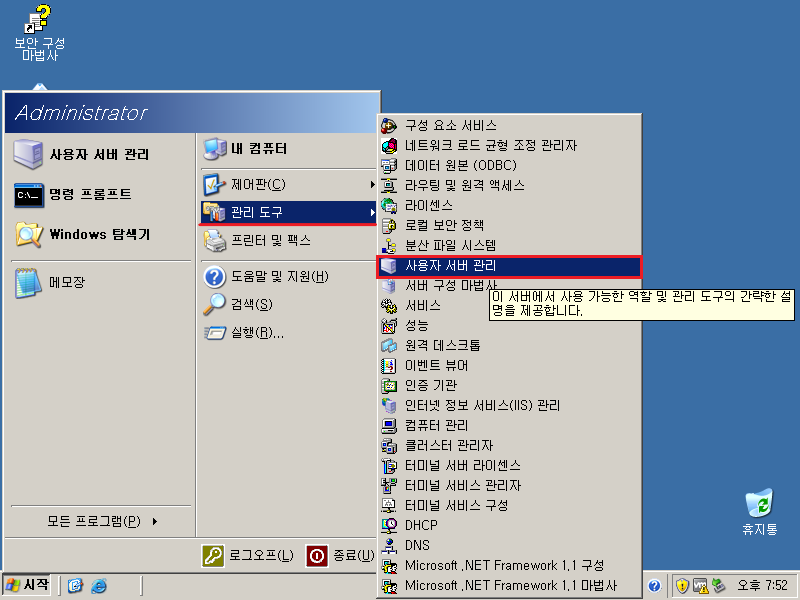 보안 구성
마법사
Administrator
사용자 서버 관리
C:\_
명령 프롬프트
Windows 탐색기
메모장
모든 프로그램(P)
내 컴퓨터
제어판(C)
관리 도구
프린터 및 팩스
도움말 및 지원(H)
검색(S)
실행(R)...
로그오프(L)
종료(U)
구성 요소 서비스
네트워크 로드 균형 조정 관리자
데이터 원본 (ODBC)
라우팅 및 원격 액세스
라이센스
로컬 보안 정책
분산 파일 시스템
사용자 서버 관리
서버 구성 마법사
서비스
성능
원격 데스크톱
이벤트 뷰어
인증 기관
인터넷 정보 서비스(IIS) 관리
컴퓨터 관리
클러스터 관리자
터미널 서버 라이센스
터미널 서비스 관리자
터미널 서비스 구성
DHCP
DNS
Microsoft .NET Framework 1.1 구성
Microsoft .NET Framework 1.1 마법사
이 서버에서 사용 가능한 역할 및 관리 도구의 간략한 설
명을 제공합니다.
휴지통
시작
오후 7:52